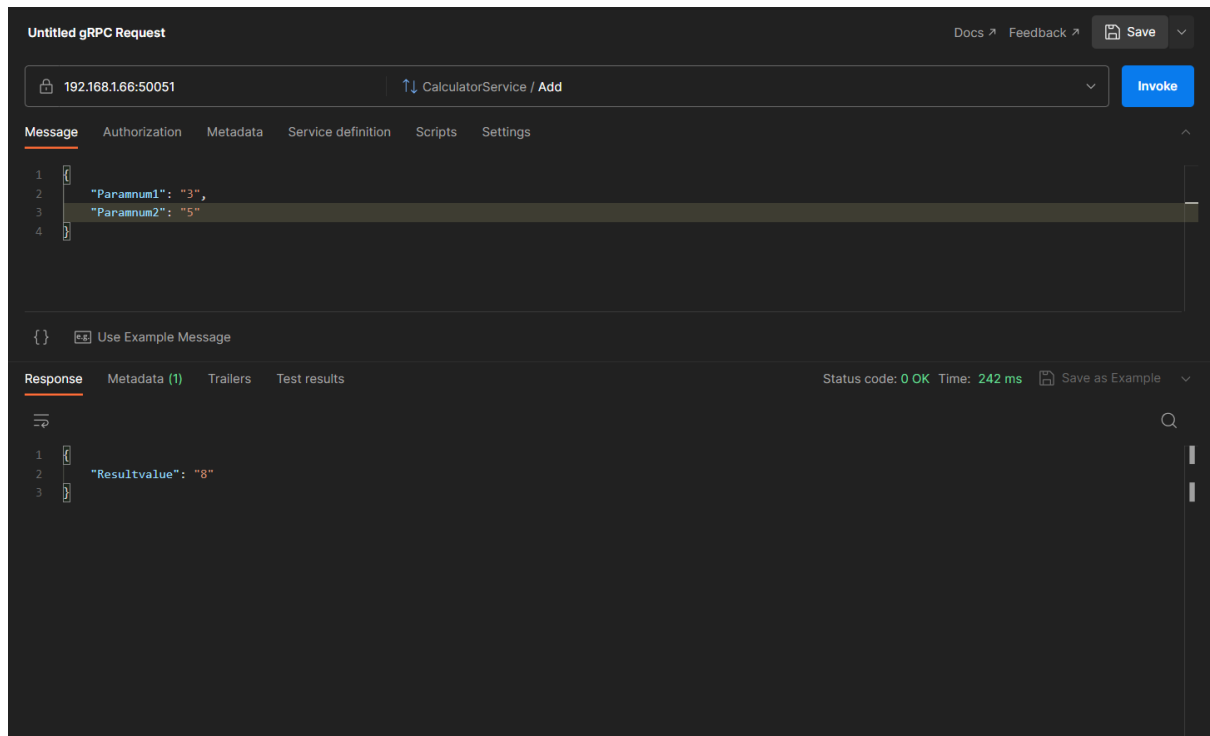 Untitled gRPC Request
Docs ↗ Feedback ↗ Save
192.168.1.66:50051 CalculatorService / Add Invoke
Message Authorization Metadata Service definition Scripts Settings
1 {
2 "Paramnum1": "3",
3 "Paramnum2": "5"
4 }
{} e.g. Use Example Message
Response Metadata (1) Trailers Test results Status code: 0 OK Time: 242 ms Save as Example
1 {
2 "Resultvalue": "8"
3 }